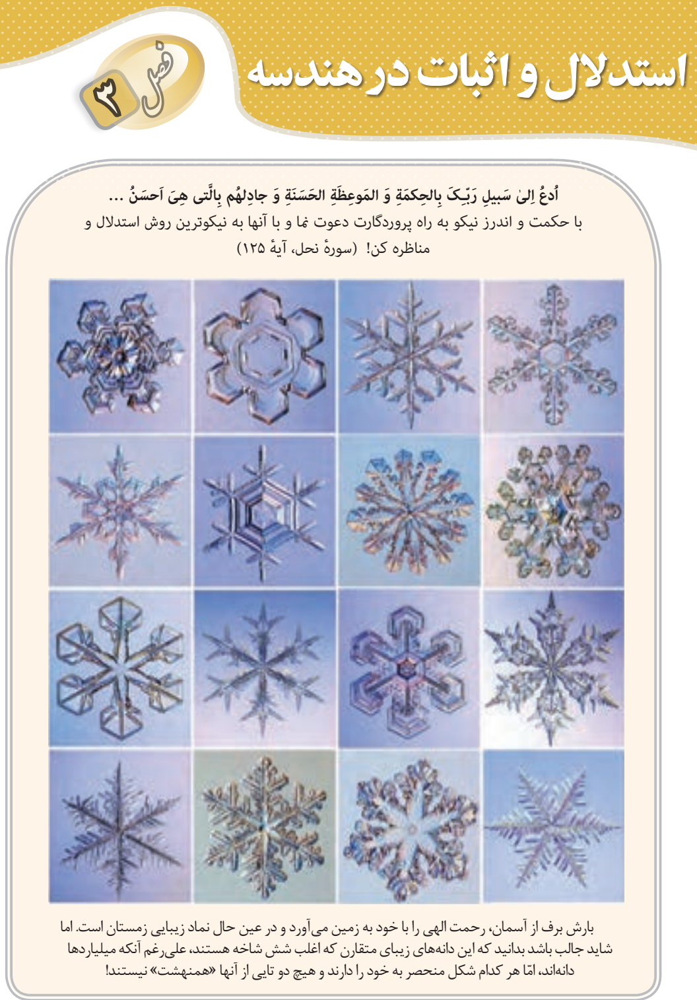 استدلال و اثبات در هندسه
فصل ۳
اُدعُ اِلیٰ سَبیلِ رَبِّـکَ بِالحِکمَةِ وَ المَوعِظَةِ الحَسَنَةِ وَ جادِلهُم بِالَّتی هِیَ اَحسَنُ ...
با حکمت و اندرز نیکو به راه پروردگارت دعوت نما و با آنها به نیکوترین روش استدلال و
مناظره کن! (سورهٔ نحل، آیهٔ ۱۲۵)
بارش برف از آسمان، رحمت الهی را با خود به زمین می‌آورد و در عین حال نماد زیبایی زمستان است. اما
شاید جالب باشد بدانید که این دانه‌های زیبای متقارن که اغلب شش شاخه هستند، علی‌رغم آنکه میلیاردها
دانه‌اند، امّا هر کدام شکل منحصر به خود را دارند و هیچ دو تایی از آنها «همنهشت» نیستند!